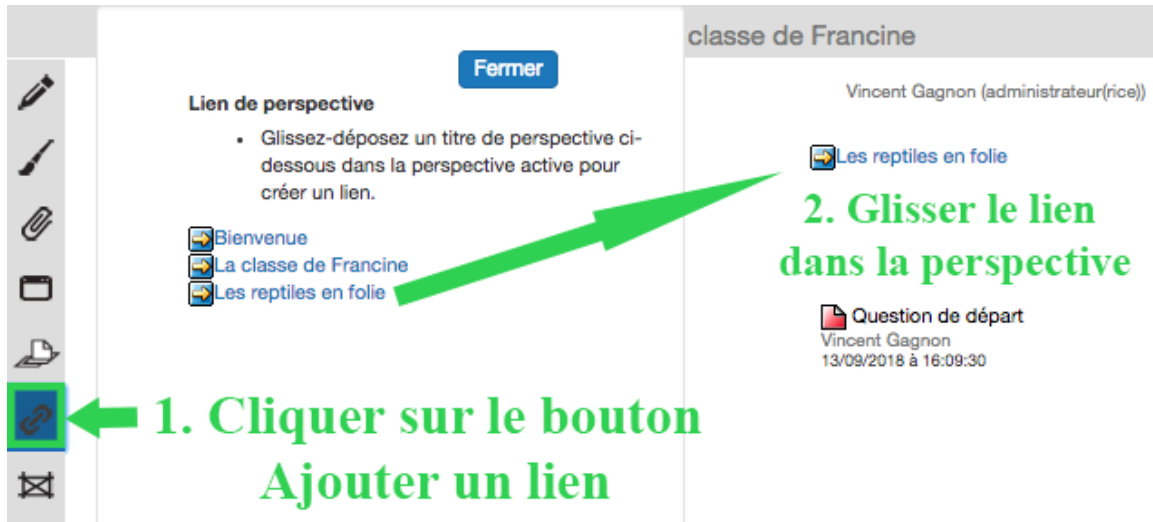 classe de Francine
Fermer
Vincent Gagnon (administrateur(rice))
Lien de perspective
• Glissez-déposez un titre de perspective ci-
dessous dans la perspective active pour
créer un lien.
Bienvenue
La classe de Francine
Les reptiles en folie
Les reptiles en folie
2. Glisser le lien
dans la perspective
Question de départ
Vincent Gagnon
13/09/2018 à 16:09:30
1. Cliquer sur le bouton
Ajouter un lien